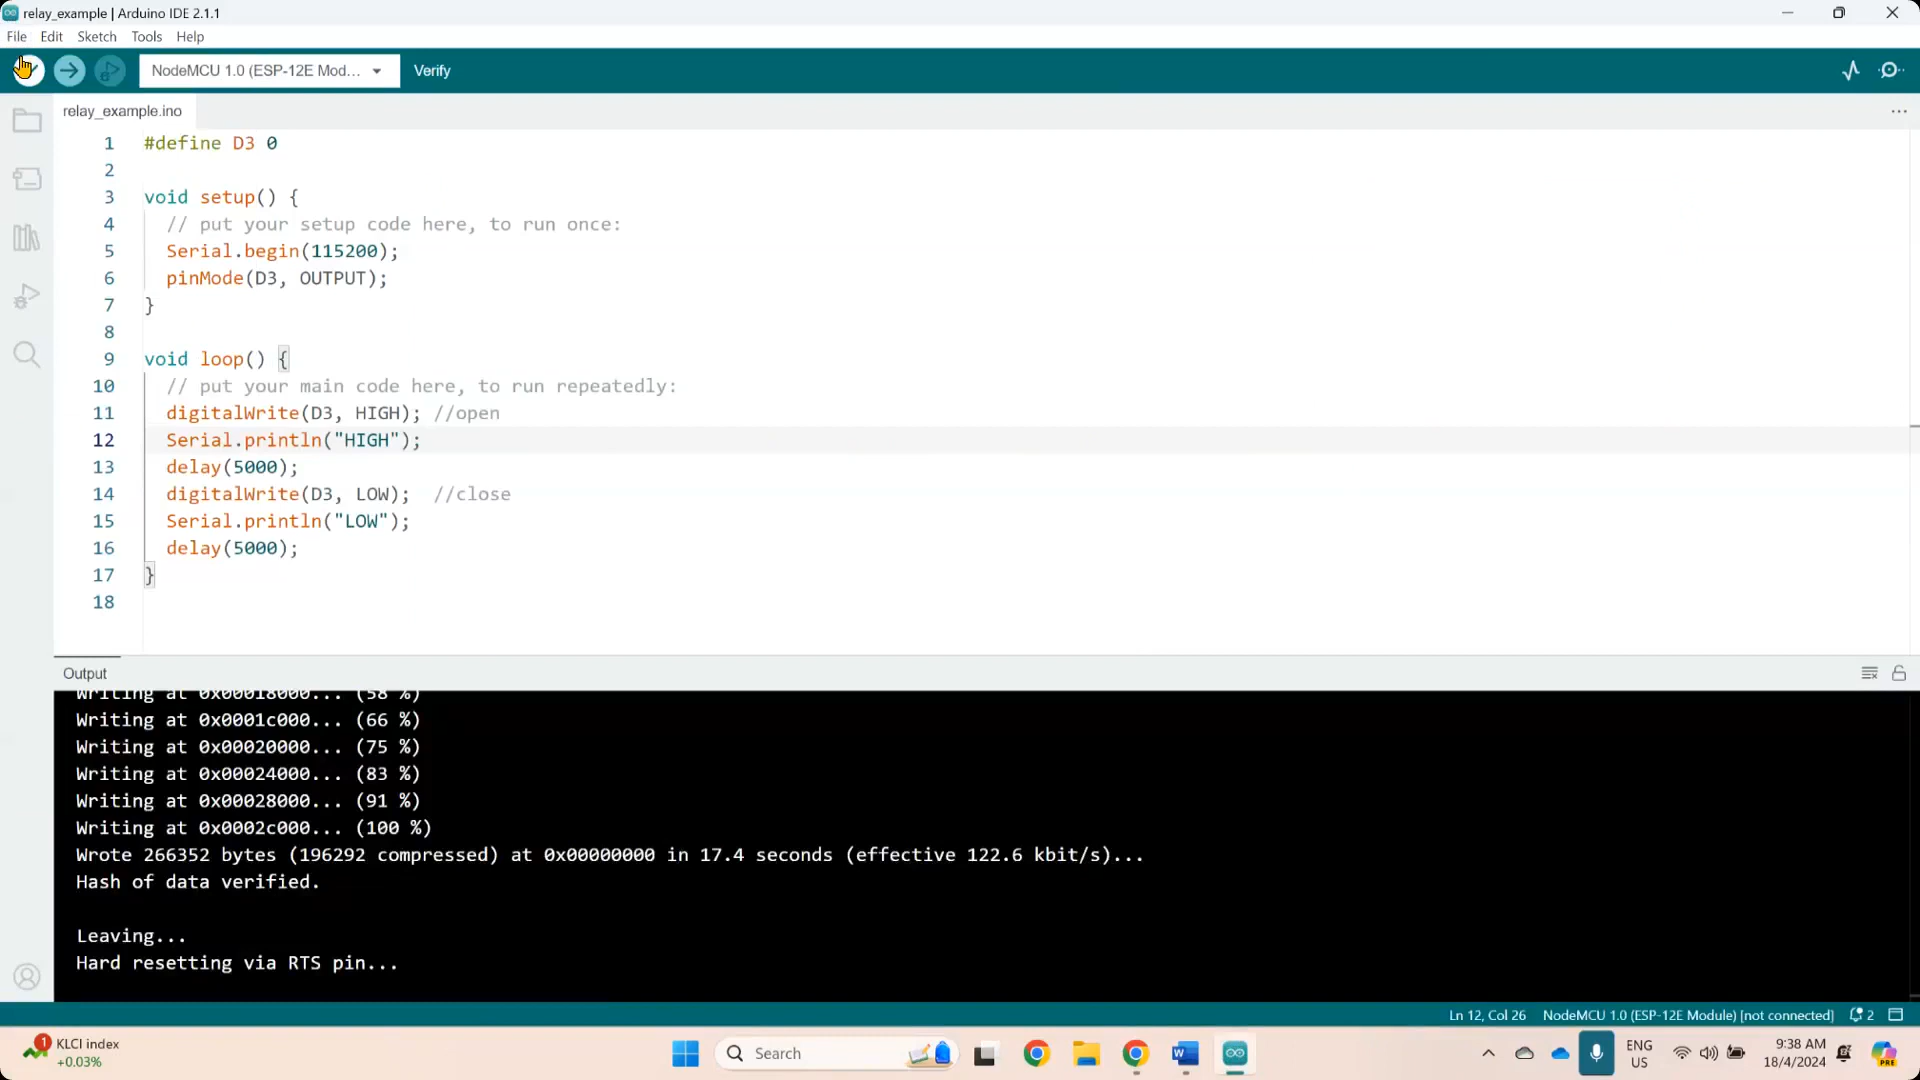 relay_example | Arduino IDE 2.1.1
File Edit Sketch Tools Help
NodeMCU 1.0 (ESP-12E Mod... Verify
relay_example.ino
1 #define D3 0
2
3 void setup() {
4 // put your setup code here, to run once:
5 Serial.begin(115200);
6 pinMode(D3, OUTPUT);
7 }
8
9 void loop() {
10 // put your main code here, to run repeatedly:
11 digitalWrite(D3, HIGH); //open
12 Serial.println("HIGH");
13 delay(5000);
14 digitalWrite(D3, LOW); //close
15 Serial.println("LOW");
16 delay(5000);
17 }
18
Output
Writing at 0x00018000... (58 %)
Writing at 0x0001c000... (66 %)
Writing at 0x00020000... (75 %)
Writing at 0x00024000... (83 %)
Writing at 0x00028000... (91 %)
Writing at 0x0002c000... (100 %)
Wrote 266352 bytes (196292 compressed) at 0x00000000 in 17.4 seconds (effective 122.6 kbit/s)...
Hash of data verified.
Leaving...
Hard resetting via RTS pin...
Ln 12, Col 26 NodeMCU 1.0 (ESP-12E Module) [not connected] 2
1 KLCI index
+0.03%
Search
ENG
US
9:38 AM
18/4/2024
PRE